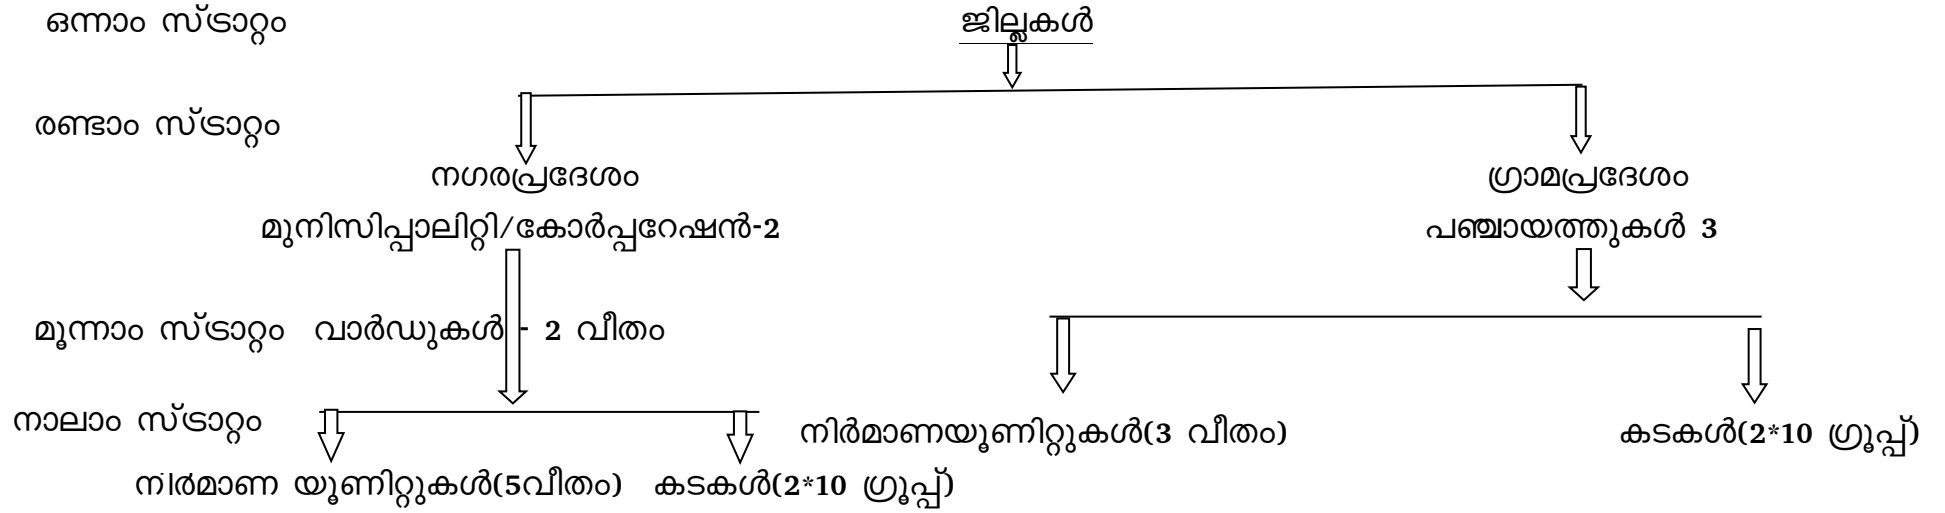 ഒന്നാം സ്ട്രാറ്റം ജില്ലകൾ
രണ്ടാം സ്ട്രാറ്റം
നഗരപ്രദേശം ഗ്രാമപ്രദേശം
മുനിസിപ്പാലിറ്റി/കോർപ്പറേഷൻ-2 പഞ്ചായത്തുകൾ 3
മൂന്നാം സ്ട്രാറ്റം വാർഡുകൾ - 2 വീതം
നാലാം സ്ട്രാറ്റം നിർമാണയൂണിറ്റുകൾ(3 വീതം) കടകൾ(2*10 ഗ്രൂപ്പ്)
നിർമാണ യൂണിറ്റുകൾ(5വീതം) കടകൾ(2*10 ഗ്രൂപ്പ്)